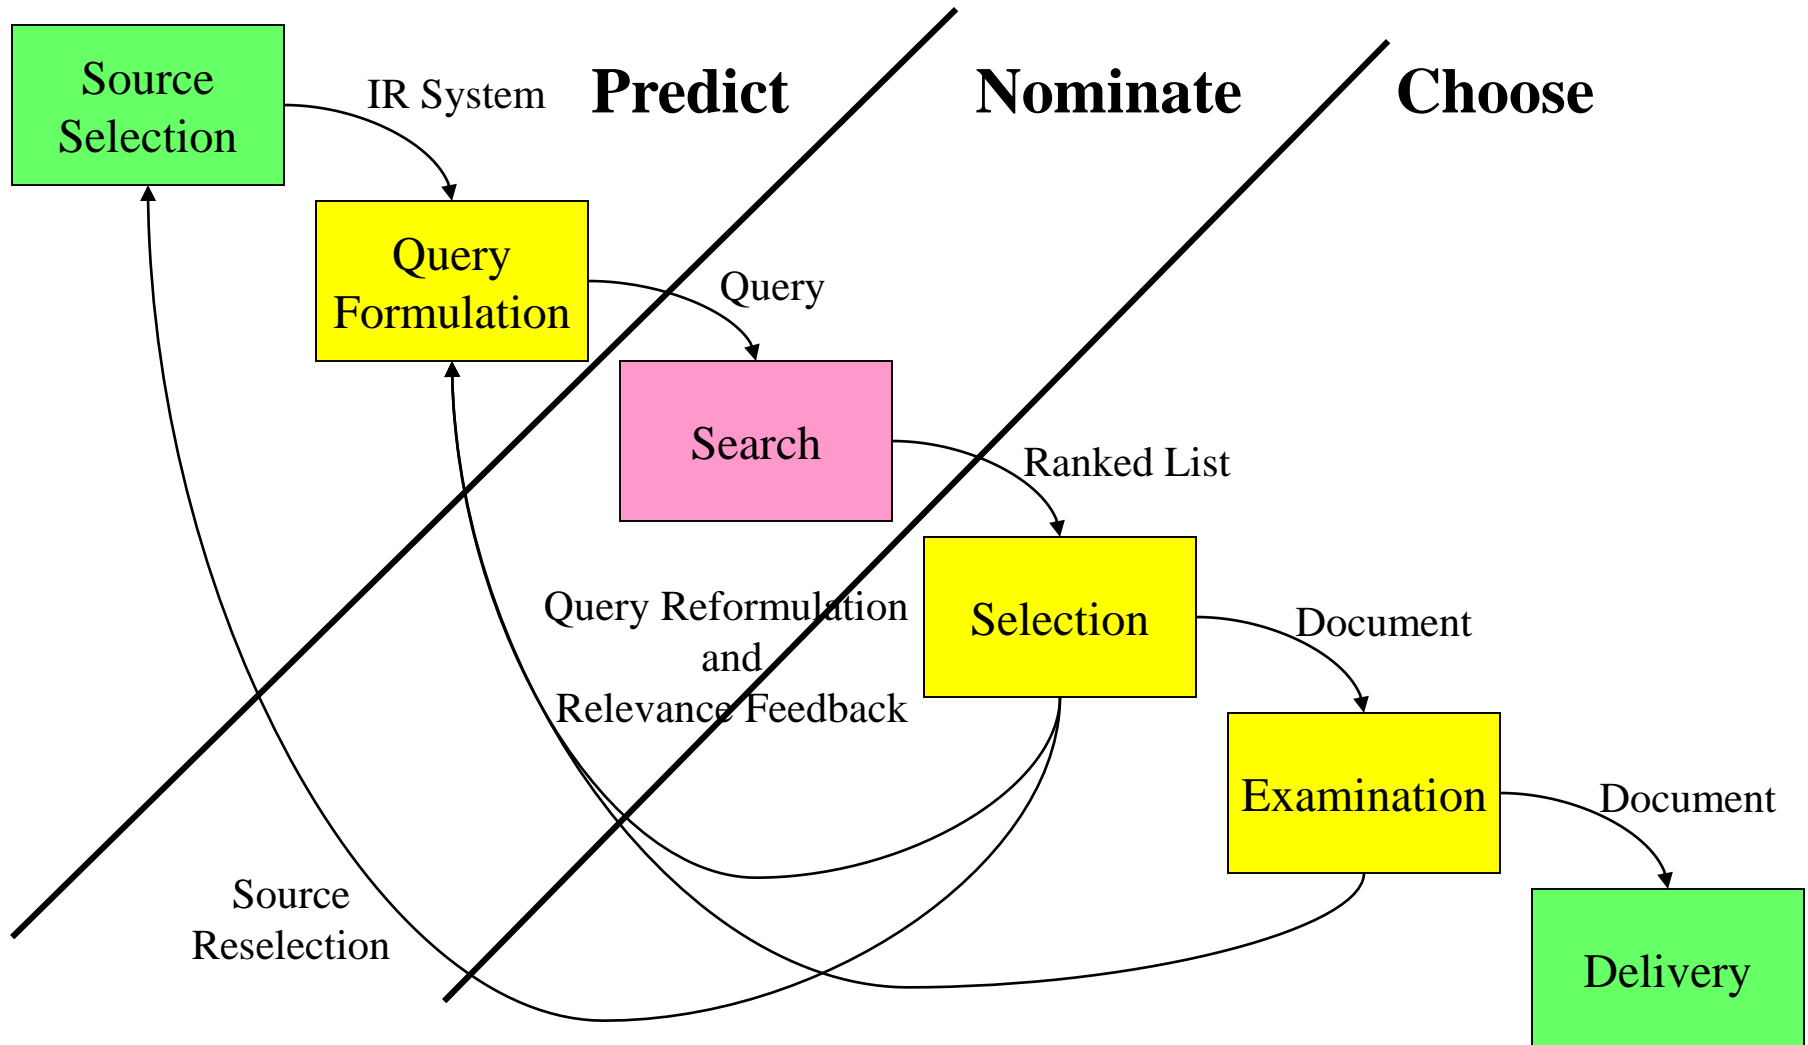 Source
Selection
IR System
Predict
Nominate
Choose
Query
Formulation
Query
Search
Ranked List
Query Reformulation
and
Relevance Feedback
Selection
Document
Examination
Document
Source
Reselection
Delivery